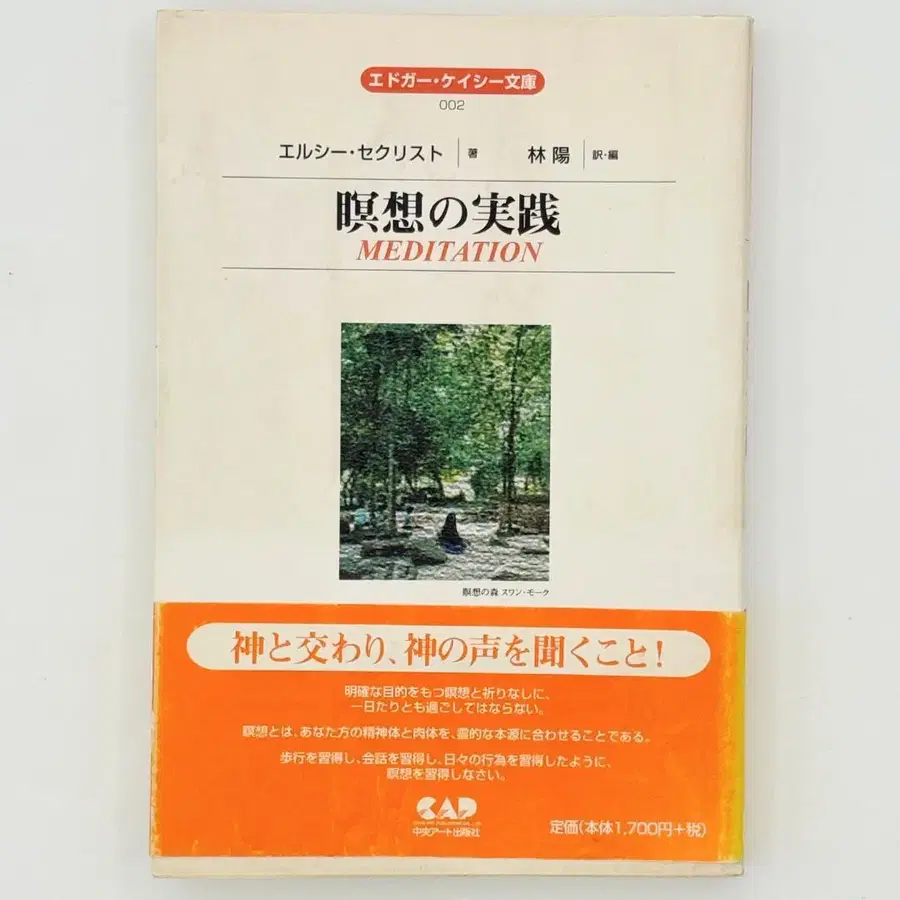 エドガー・ケイシー文庫
002
エルシー・セクリスト 著 林 陽 訳・編
瞑想の実践
MEDITATION
瞑想の森 スワン・モーク
神と交わり、神の声を聞くこと!
明確な目的をもつ瞑想と祈りなしに、
一日たりとも過ごしてはならない。
瞑想とは、あなた方の精神体と肉体を、霊的な本源に合わせることである。
歩行を習得し、会話を習得し、日々の行為を習得したように、
瞑想を習得しなさい。
CAP
中央アート出版社
定価(本体1,700円+税)